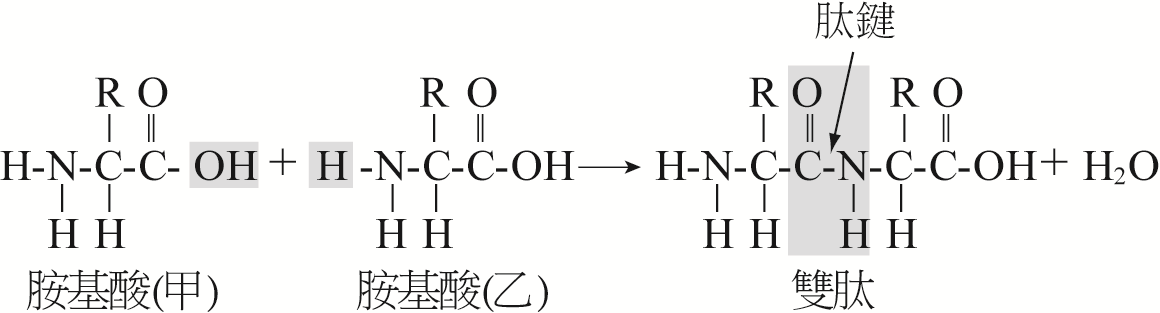 肽鍵
R O R O R O R O
H-N-C-C-OH + H-N-C-C-OH → H-N-C-C-N-C-C-OH + H₂O
H H H H H H H H
胺基酸(甲) 胺基酸(乙) 雙肽